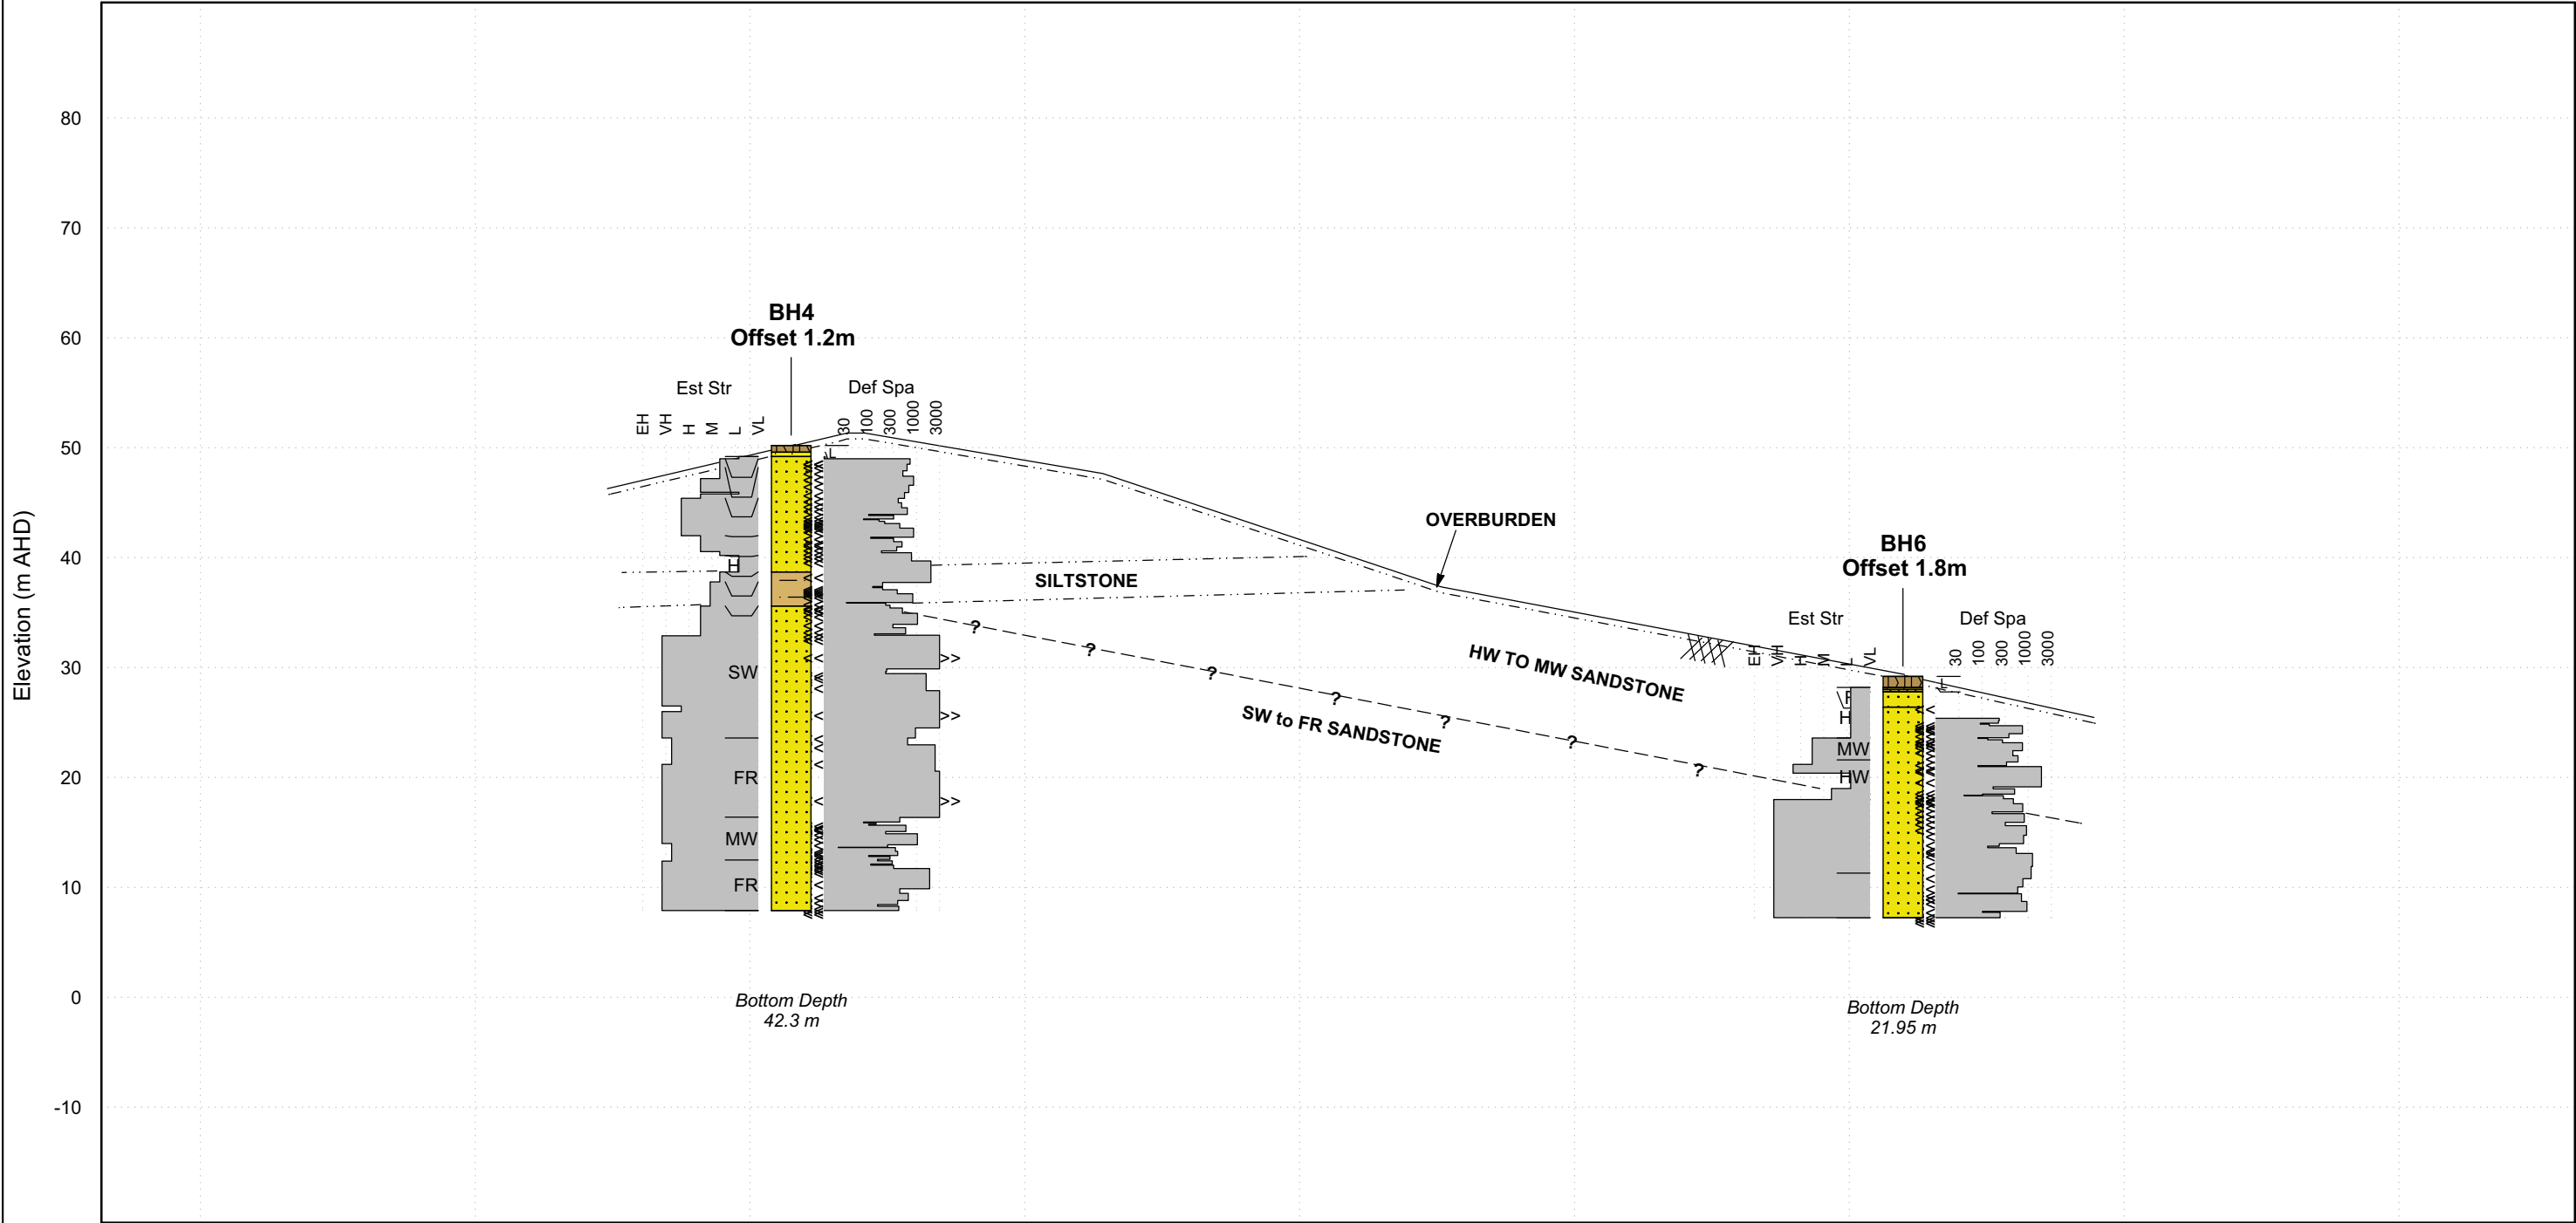 80
70
60
50
40
30
20
10
0
-10
Elevation (m AHD)
BH4
Offset 1.2m
Est Str
Def Spa
EH
VH
H
M
L
VL
30
100
300
1000
3000
L
H
SW
FR
MW
FR
>>
>>
>>
Bottom Depth
42.3 m
SILTSTONE
OVERBURDEN
HW TO MW SANDSTONE
SW to FR SANDSTONE
?
?
?
?
?
?
?
BH6
Offset 1.8m
Est Str
Def Spa
EH
VH
H
M
L
VL
30
100
300
1000
3000
L
H
MW
HW
Bottom Depth
21.95 m